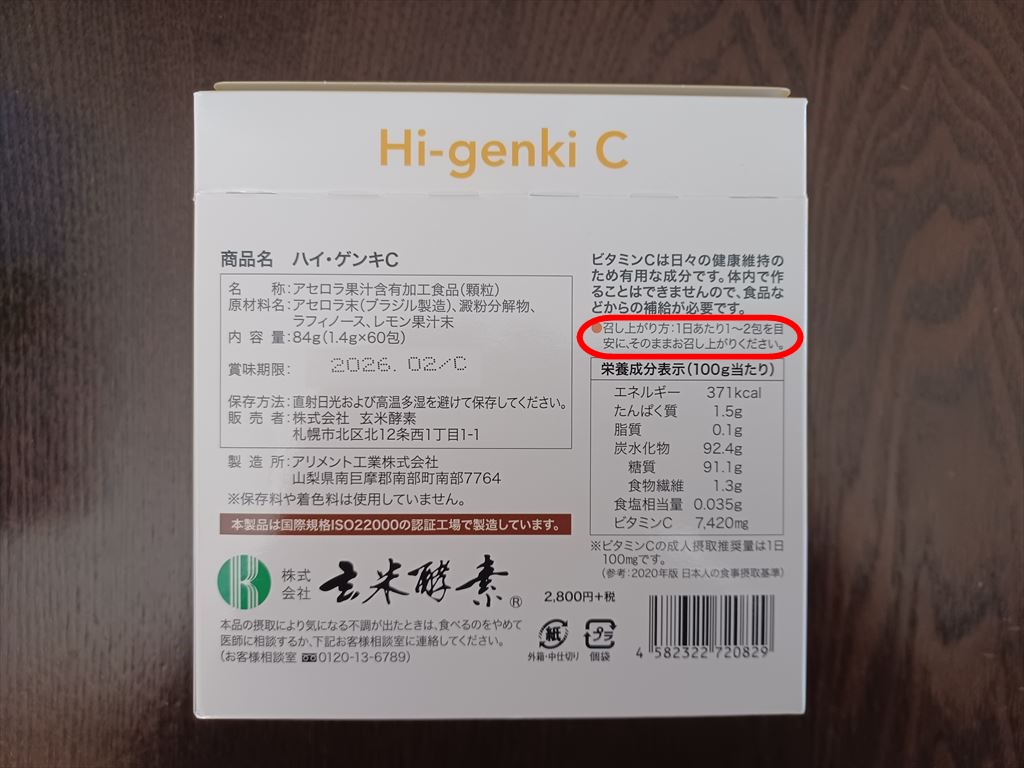 Hi-genki C
商品名 ハイ・ゲンキC
名 称:アセロラ果汁含有加工食品(顆粒)
原材料名:アセロラ末(ブラジル製造)、澱粉分解物、
ラフィノース、レモン果汁末
内 容 量:84g(1.4g×60包)
賞味期限: 2026. 02/C
保存方法:直射日光および高温多湿を避けて保存してください。
販 売 者:株式会社 玄米酵素
札幌市北区北12条西1丁目1-1
製 造 所:アリメント工業株式会社
山梨県南巨摩郡南部町南部7764
※保存料や着色料は使用していません。
本製品は国際規格ISO22000の認証工場で製造しています。
株式会社 玄米酵素®
本品の摂取により気になる不調が出たときは、食べるのをやめて
医師に相談するか、下記お客様相談室に連絡してください。
(お客様相談室 0120-13-6789)
ビタミンCは日々の健康維持の
ため有用な成分です。体内で作
ることはできませんので、食品な
どからの補給が必要です。
●召し上がり方:1日あたり1〜2包を目
安に、そのままお召し上がりください。
栄養成分表示(100g当たり)
エネルギー 371kcal
たんぱく質 1.5g
脂質 0.1g
炭水化物 92.4g
糖質 91.1g
食物繊維 1.3g
食塩相当量 0.035g
ビタミンC 7,420mg
※ビタミンCの成人摂取推奨量は1日
100mgです。
(参考:2020年版 日本人の食事摂取基準)
2,800円+税
紙
外箱・中仕切り
プラ
個袋
4 582322 720829